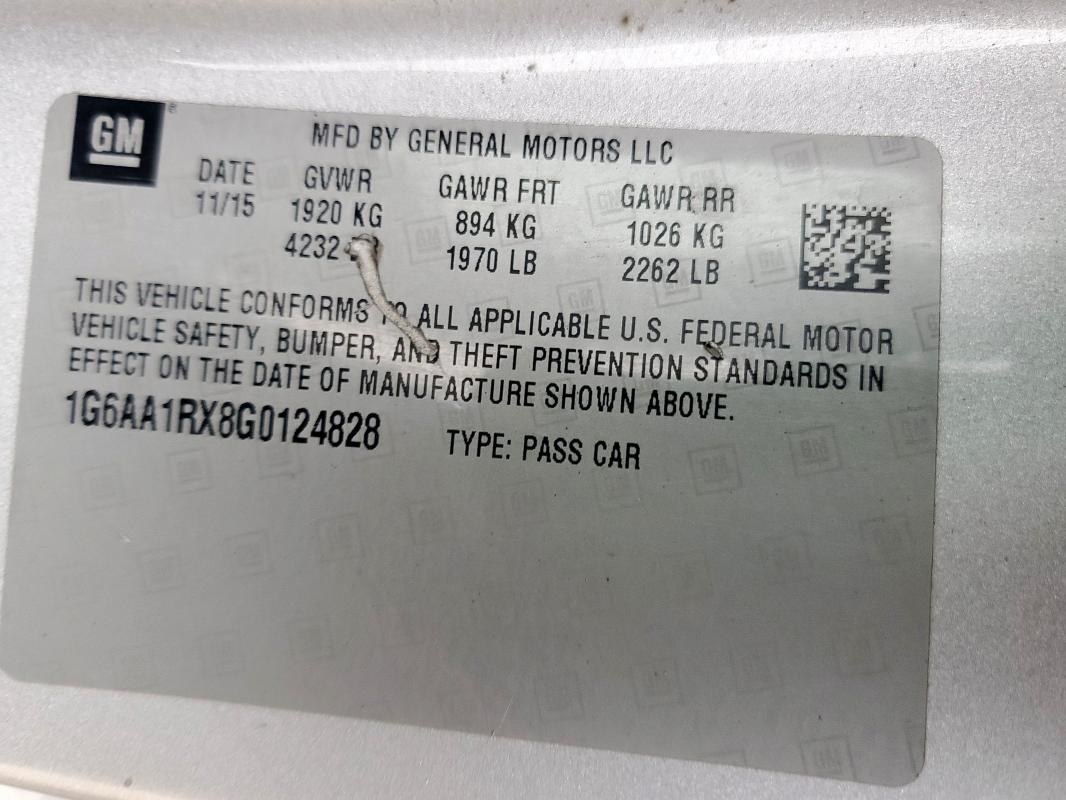 GM
MFD BY GENERAL MOTORS LLC
DATE GVWR GAWR FRT GAWR RR
11/15 1920 KG 894 KG 1026 KG
4232 1970 LB 2262 LB
THIS VEHICLE CONFORMS TO ALL APPLICABLE U.S. FEDERAL MOTOR
VEHICLE SAFETY, BUMPER, AND THEFT PREVENTION STANDARDS IN
EFFECT ON THE DATE OF MANUFACTURE SHOWN ABOVE.
1G6AA1RX8G0124828 TYPE: PASS CAR